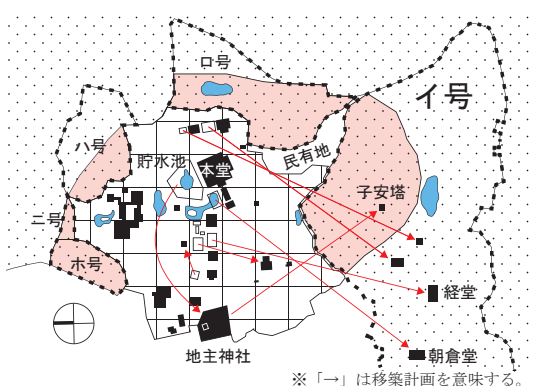 ロ号
イ号
ハ号
貯水池
本堂
民有地
子安塔
ニ号
ホ号
経堂
地主神社
朝倉堂
※「→」は移築計画を意味する。